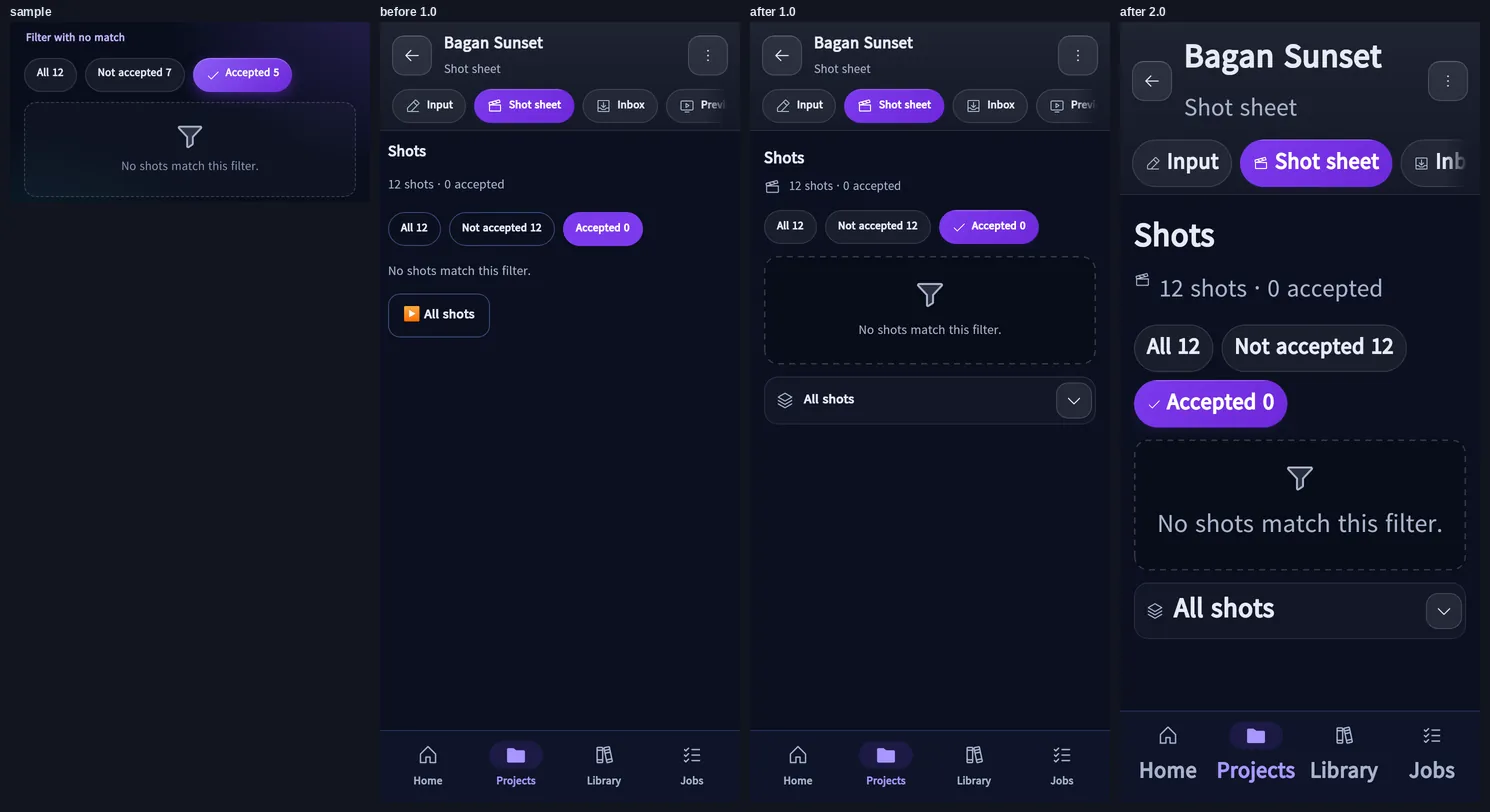 sample
Filter with no match
All 12 Not accepted 7 Accepted 5
No shots match this filter.
before 1.0
Bagan Sunset
Shot sheet
Input Shot sheet Inbox Previ
Shots
12 shots · 0 accepted
All 12 Not accepted 12 Accepted 0
No shots match this filter.
All shots
Home Projects Library Jobs
after 1.0
Bagan Sunset
Shot sheet
Input Shot sheet Inbox Previ
Shots
12 shots · 0 accepted
All 12 Not accepted 12 Accepted 0
No shots match this filter.
All shots
Home Projects Library Jobs
after 2.0
Bagan Sunset
Shot sheet
Input Shot sheet Inb
Shots
12 shots · 0 accepted
All 12 Not accepted 12
Accepted 0
No shots match this filter.
All shots
Home Projects Library Jobs